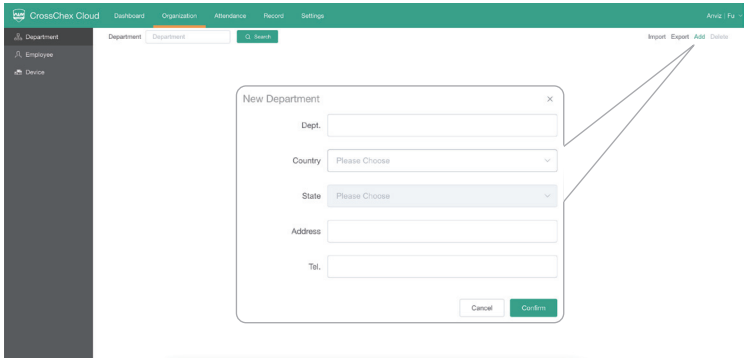 CrossChex Cloud Dashboard Organization Attendance Record Settings Anviz | Fu
Department Department Department Search Import Export Add Delete
Employee
Device
New Department
Dept.
Country Please Choose
State Please Choose
Address
Tel.
Cancel Confirm